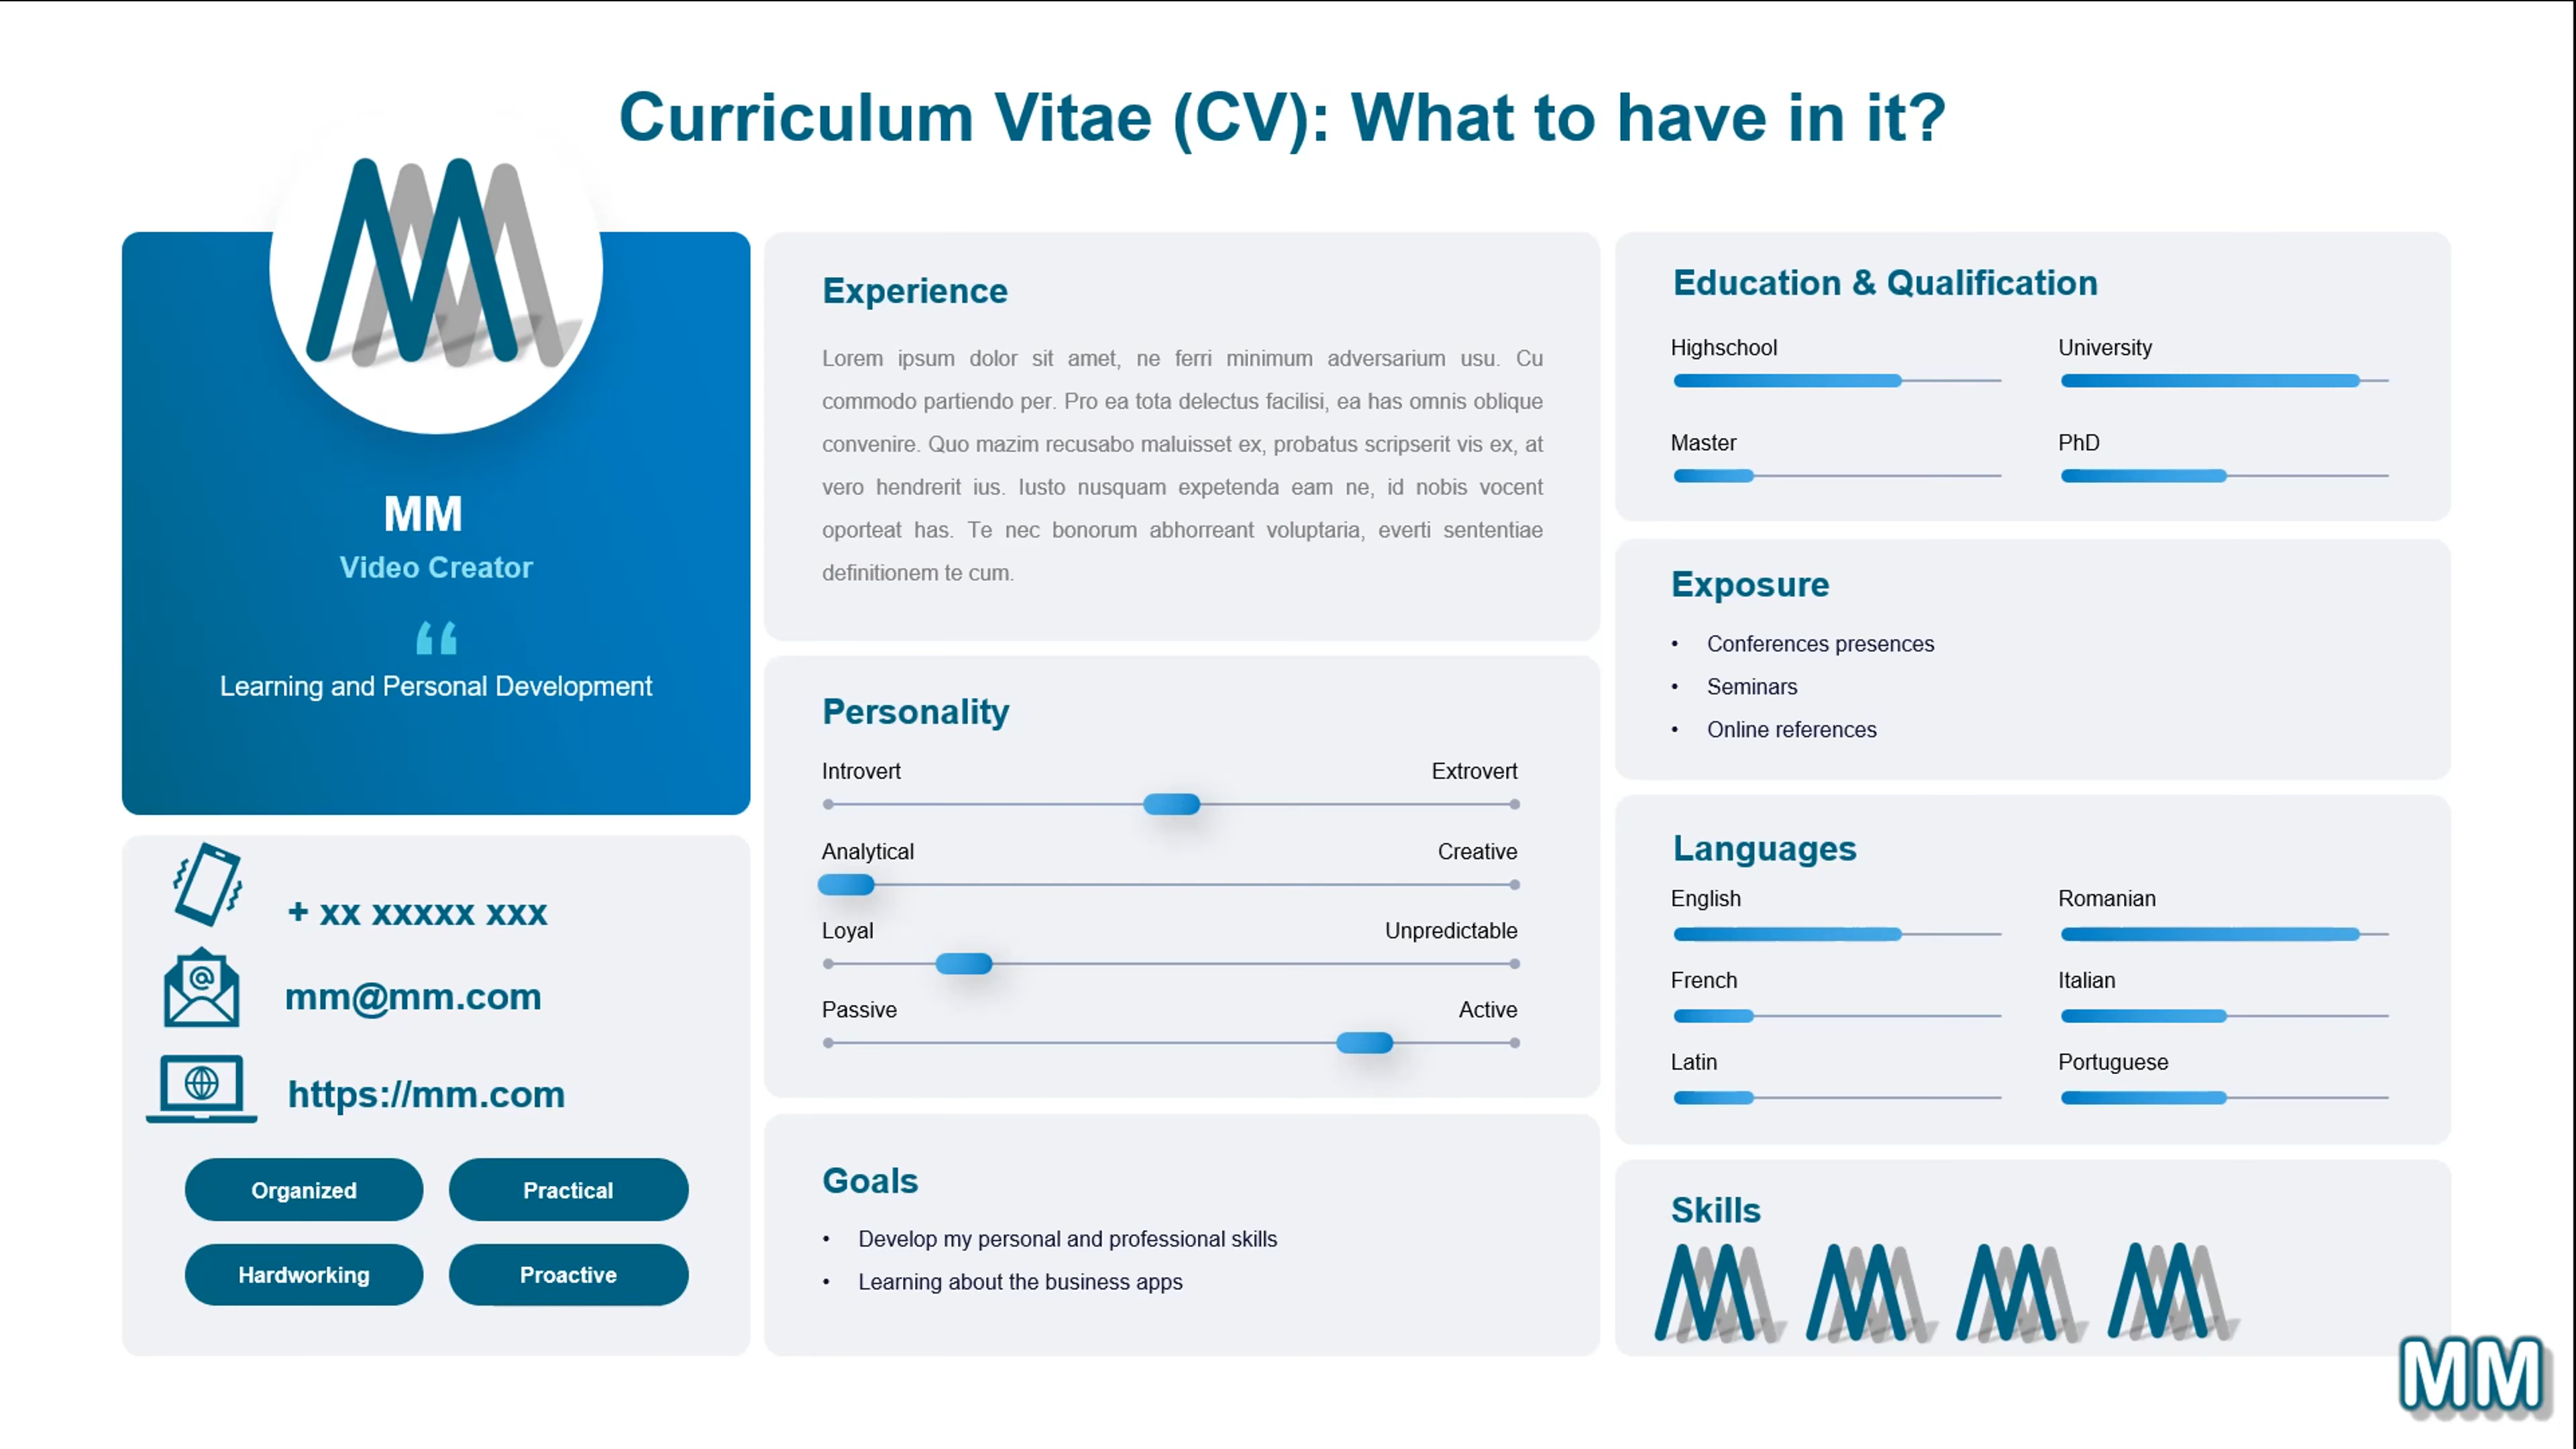 Curriculum Vitae (CV): What to have in it?
MM
Video Creator
“
Learning and Personal Development
+ xx xxxxx xxx
mm@mm.com
https://mm.com
Organized
Practical
Hardworking
Proactive
Experience
Lorem ipsum dolor sit amet, ne ferri minimum adversarium usu. Cu
commodo partiendo per. Pro ea tota delectus facilisi, ea has omnis oblique
convenire. Quo mazim recusabo maluisset ex, probatus scripserit vis ex, at
vero hendrerit ius. Iusto nusquam expetenda eam ne, id nobis vocent
oporteat has. Te nec bonorum abhorreant voluptaria, everti sententiae
definitionem te cum.
Personality
Introvert
Extrovert
Analytical
Creative
Loyal
Unpredictable
Passive
Active
Goals
• Develop my personal and professional skills
• Learning about the business apps
Education & Qualification
Highschool
University
Master
PhD
Exposure
• Conferences presences
• Seminars
• Online references
Languages
English
Romanian
French
Italian
Latin
Portuguese
Skills
MM